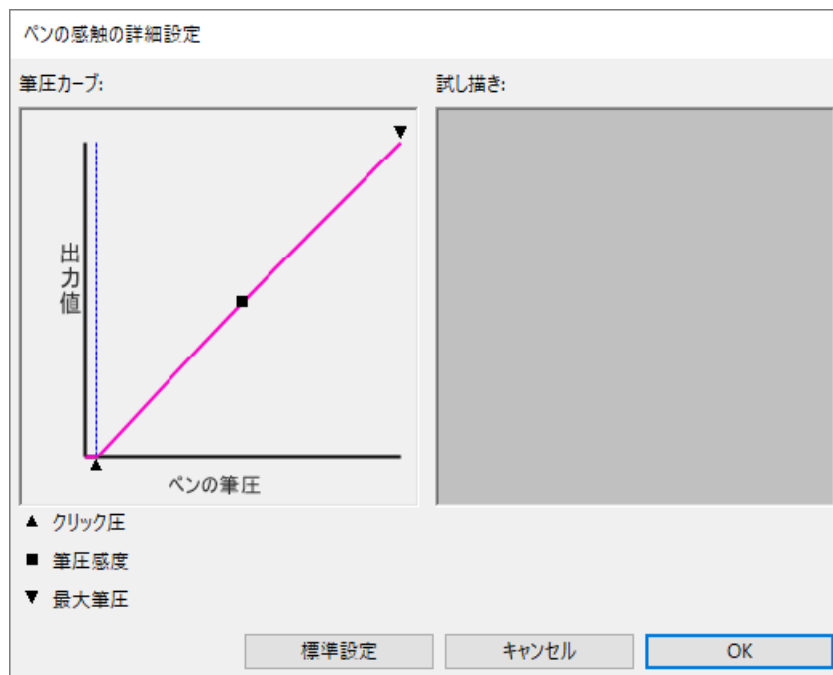 ペンの感触の詳細設定
筆圧カーブ:
試し描き:
出力値
ペンの筆圧
▲ クリック圧
■ 筆圧感度
▼ 最大筆圧
標準設定
キャンセル
OK